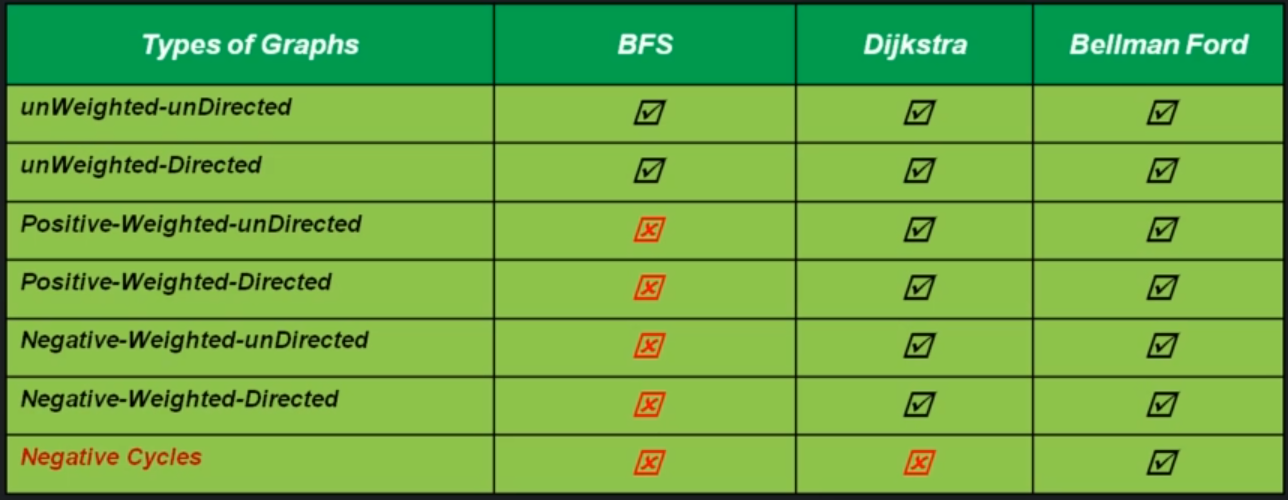 Types of Graphs BFS Dijkstra Bellman Ford
unWeighted-unDirected ☑ ☑ ☑
unWeighted-Directed ☑ ☑ ☑
Positive-Weighted-unDirected ☒ ☑ ☑
Positive-Weighted-Directed ☒ ☑ ☑
Negative-Weighted-unDirected ☒ ☑ ☑
Negative-Weighted-Directed ☒ ☑ ☑
Negative Cycles ☒ ☒ ☑